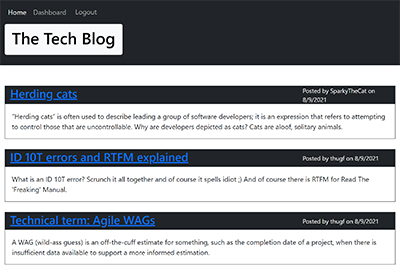 Home Dashboard Logout
The Tech Blog
Herding cats
Posted by SparkyTheCat on
8/9/2021
"Herding cats" is often used to describe leading a group of software developers; it is an expression that refers to attempting
to control those that are uncontrollable. Why are developers depicted as cats? Cats are aloof, solitary animals.
ID 10T errors and RTFM explained
Posted by thugf on 8/9/2021
What is an ID 10T error? Scrunch it all together and of course it spells idiot ;) And of course there is RTFM for Read The
'Freaking' Manual.
Technical term: Agile WAGs
Posted by thugf on 8/9/2021
A WAG (wild-ass guess) is an off-the-cuff estimate for something, such as the completion date of a project, when there is
insufficient data available to support a more informed estimation.